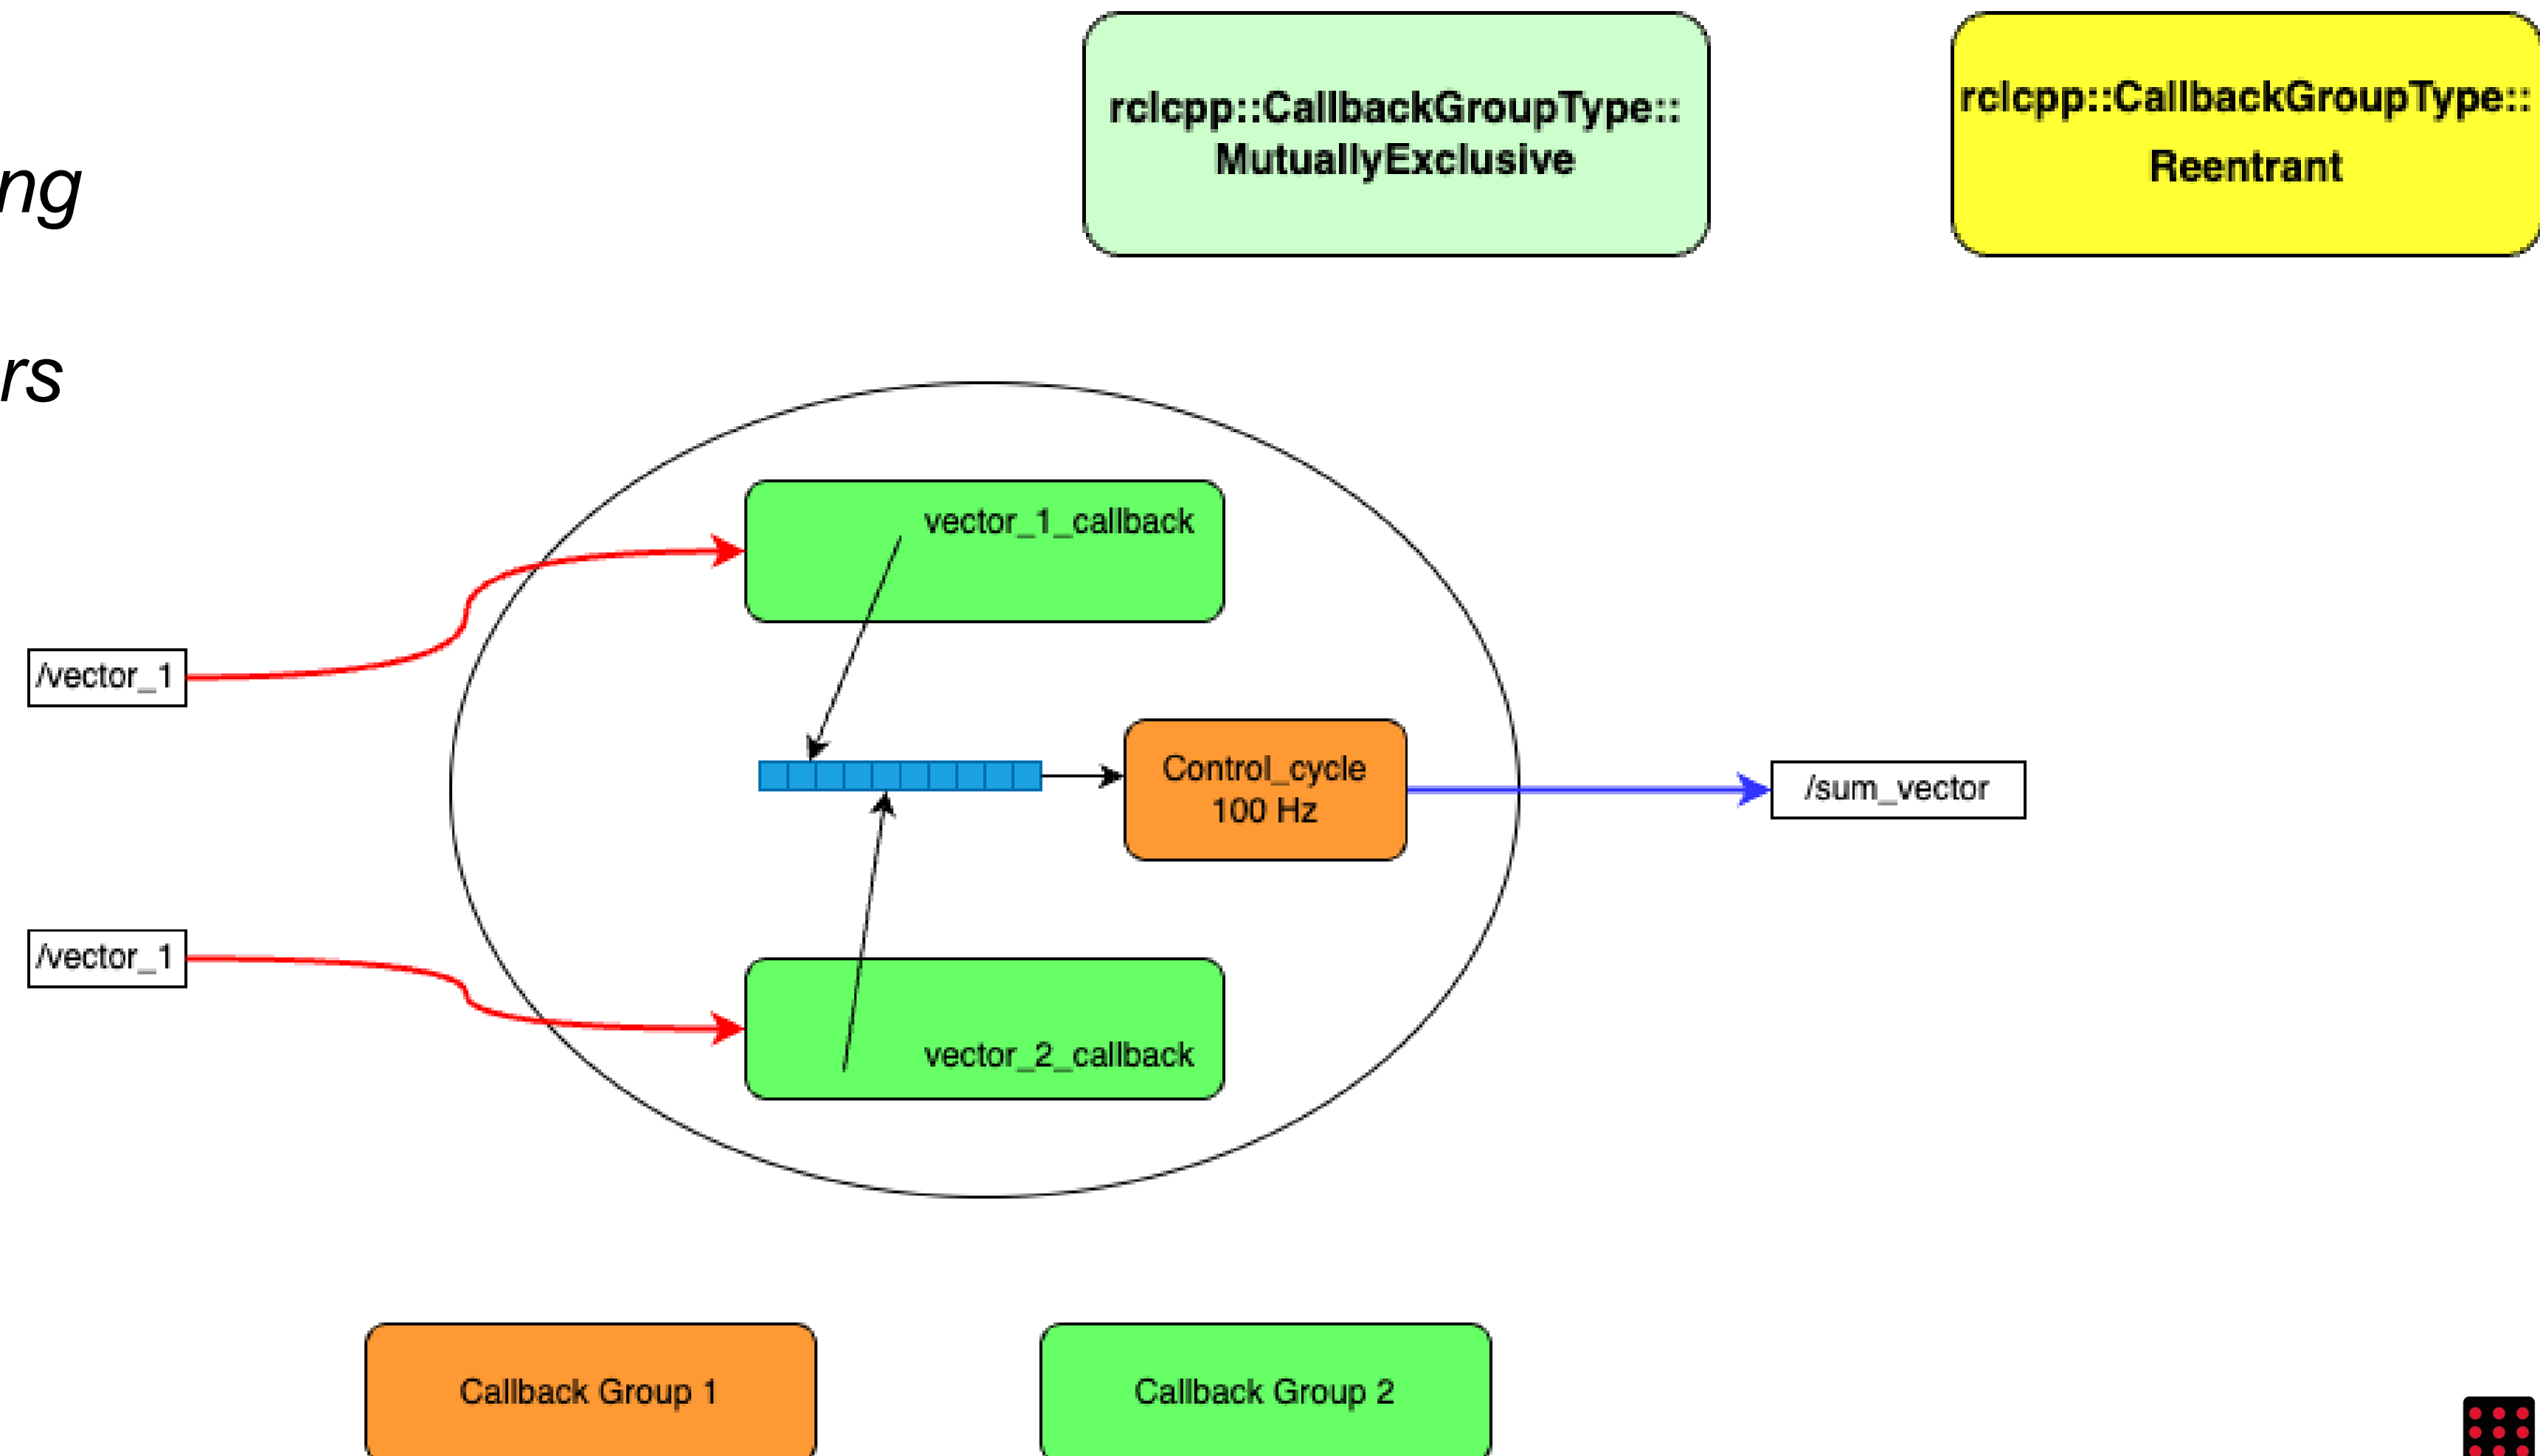 rclcpp::CallbackGroupType::
MutuallyExclusive
rclcpp::CallbackGroupType::
Reentrant
ng
rs
vector_1_callback
/vector_1
Control_cycle
100 Hz
/sum_vector
/vector_1
vector_2_callback
Callback Group 1
Callback Group 2